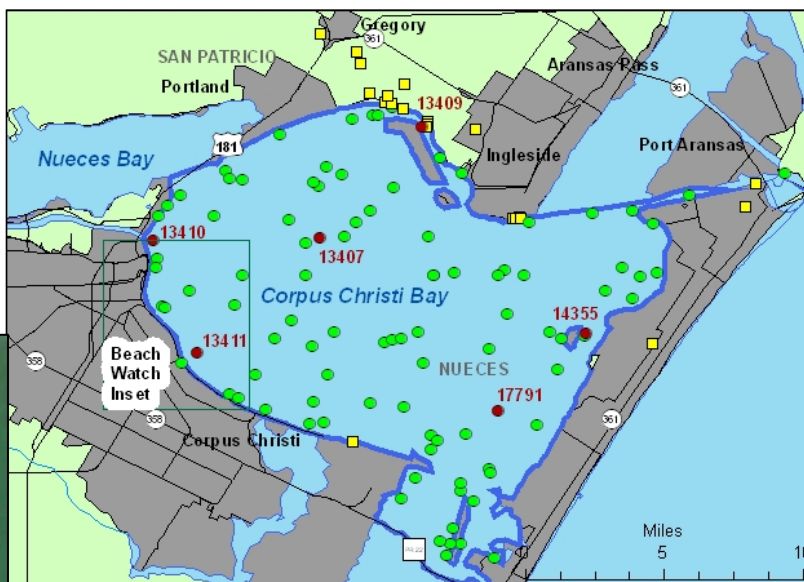 Gregory
361
SAN PATRICIO
Portland
Aransas Pass
361
13409
Nueces Bay
181
Ingleside
Port Aransas
13410
13407
Corpus Christi Bay
14355
13411
Beach
Watch
Inset
358
NUECES
17791
358
Corpus Christi
361
Miles
5
10